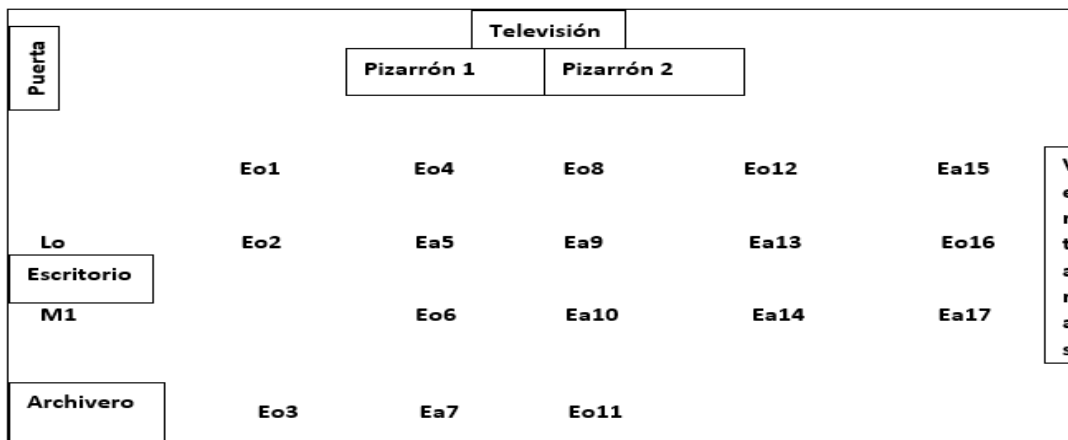 Televisión
Puerta
Pizarrón 1 Pizarrón 2
Eo1 Eo4 Eo8 Eo12 Ea15
Lo Eo2 Ea5 Ea9 Ea13 Eo16
Escritorio
M1 Eo6 Ea10 Ea14 Ea17
Archivero Eo3 Ea7 Eo11